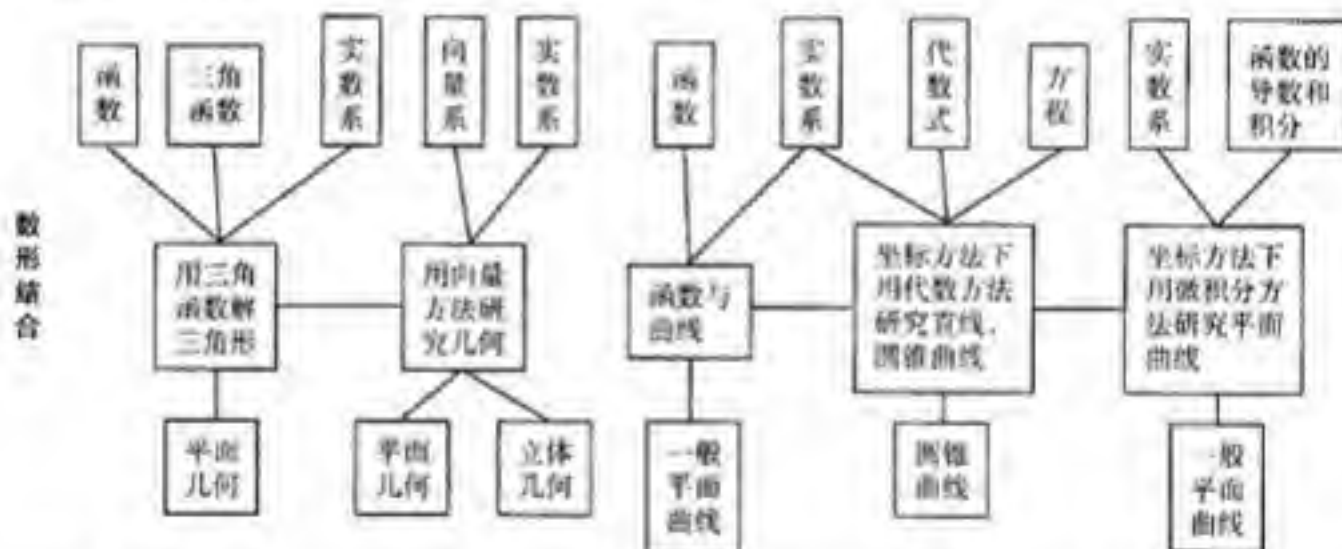 函数
三角
函数
实数系
向量系
实数系
函数
实数系
代数式
方程
实数系
函数的
导数和
积分
数形结合
用三角
函数解
三角形
用向量
方法研
究几何
函数与
曲线
坐标方法下
用代数方法
研究直线、
圆锥曲线
坐标方法下
用微积分方
法研究平面
曲线
平面
几何
平面
几何
立体
几何
一般
平面
曲线
圆锥
曲线
一般
平面
曲线